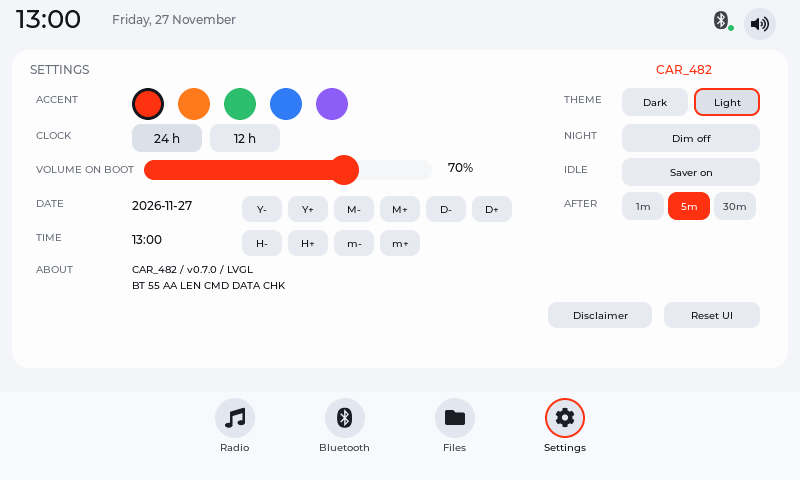 13:00 Friday, 27 November
SETTINGS CAR_482
ACCENT THEME Dark Light
CLOCK 24 h 12 h NIGHT Dim off
VOLUME ON BOOT 70% IDLE Saver on
DATE 2026-11-27 Y- Y+ M- M+ D- D+ AFTER 1m 5m 30m
TIME 13:00 H- H+ m- m+
ABOUT CAR_482 / v0.7.0 / LVGL
BT 55 AA LEN CMD DATA CHK
Disclaimer Reset UI
Radio Bluetooth Files Settings